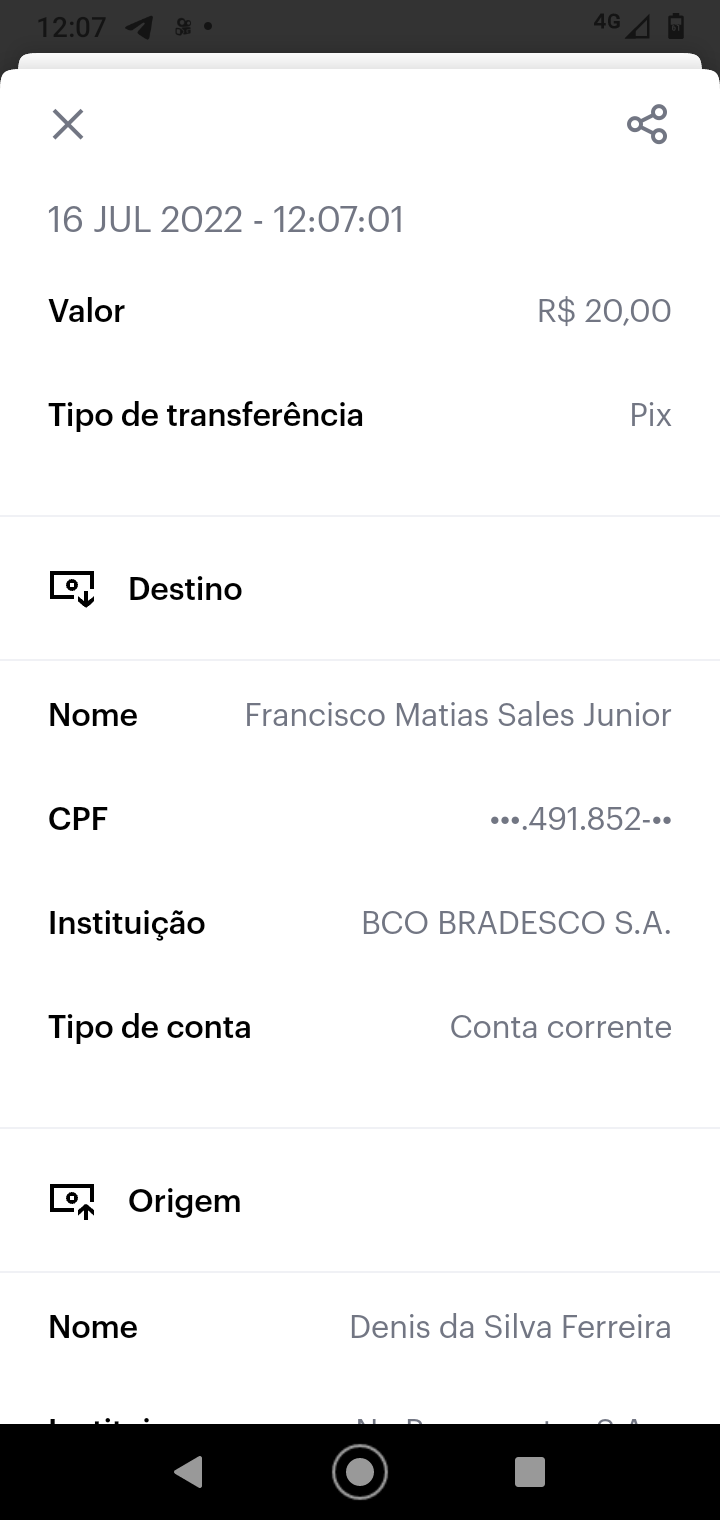 12:07 4G
16 JUL 2022 - 12:07:01
Valor R$ 20,00
Tipo de transferência Pix
Destino
Nome Francisco Matias Sales Junior
CPF •••.491.852-••
Instituição BCO BRADESCO S.A.
Tipo de conta Conta corrente
Origem
Nome Denis da Silva Ferreira